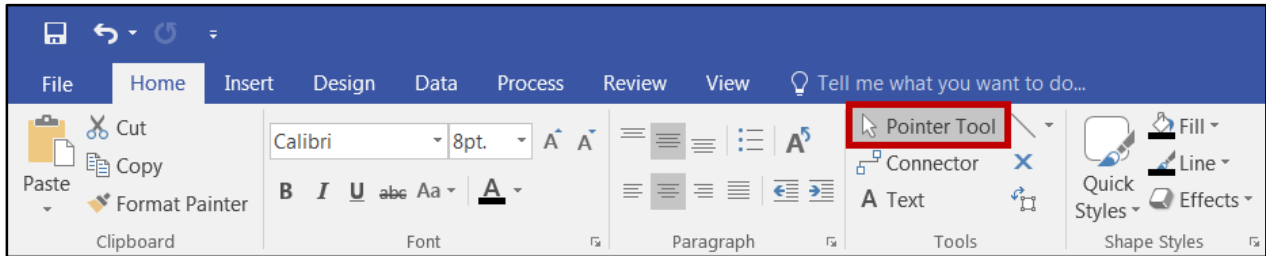 File Home Insert Design Data Process Review View Tell me what you want to do...
Paste
Cut
Copy
Format Painter
Clipboard
Calibri 8pt. A A
B I U abc Aa A
Font
A
Paragraph
Pointer Tool
Connector
A Text
Tools
Quick
Styles
Fill
Line
Effects
Shape Styles